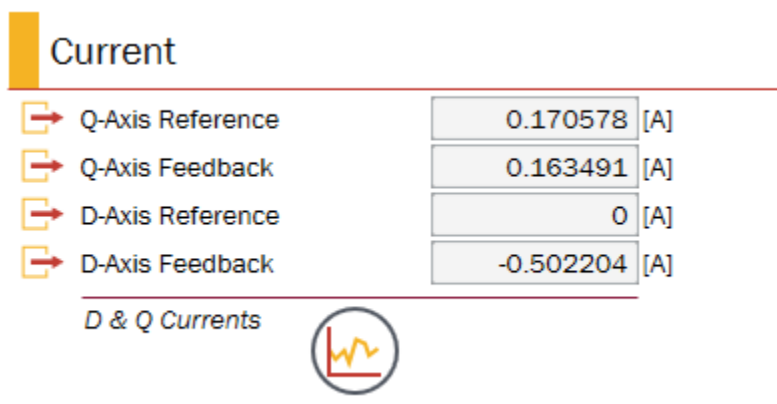 Current
Q-Axis Reference 0.170578 [A]
Q-Axis Feedback 0.163491 [A]
D-Axis Reference 0 [A]
D-Axis Feedback -0.502204 [A]
D & Q Currents